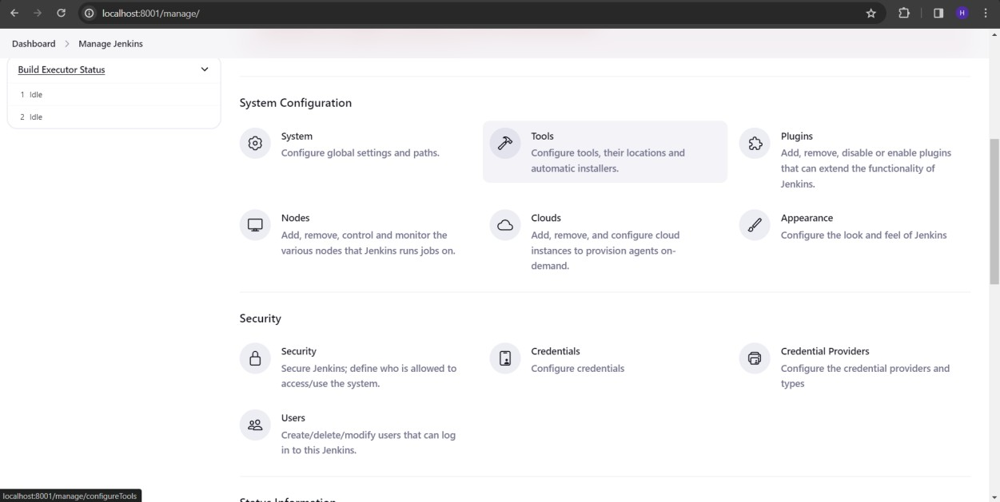 localhost:8001/manage/
H
Dashboard > Manage Jenkins
Build Executor Status
1 Idle
2 Idle
System Configuration
System
Configure global settings and paths.
Tools
Configure tools, their locations and
automatic installers.
Plugins
Add, remove, disable or enable plugins
that can extend the functionality of
Jenkins.
Nodes
Add, remove, control and monitor the
various nodes that Jenkins runs jobs on.
Clouds
Add, remove, and configure cloud
instances to provision agents on-
demand.
Appearance
Configure the look and feel of Jenkins
Security
Security
Secure Jenkins; define who is allowed to
access/use the system.
Credentials
Configure credentials
Credential Providers
Configure the credential providers and
types
Users
Create/delete/modify users that can log
in to this Jenkins.
Status Information
localhost:8001/manage/configureTools